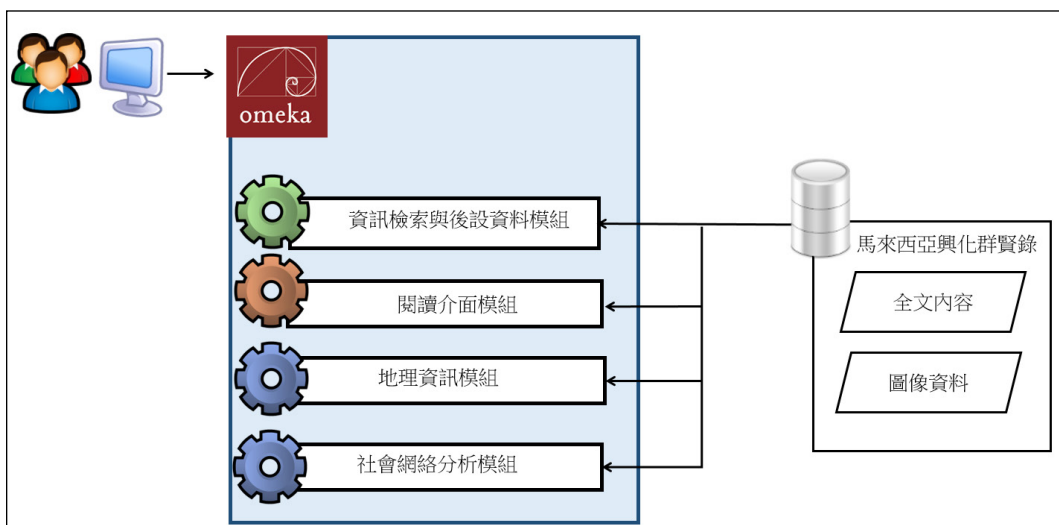 omeka
資訊檢索與後設資料模組
閱讀介面模組
地理資訊模組
社會網絡分析模組
馬來西亞興化群賢錄
全文內容
圖像資料